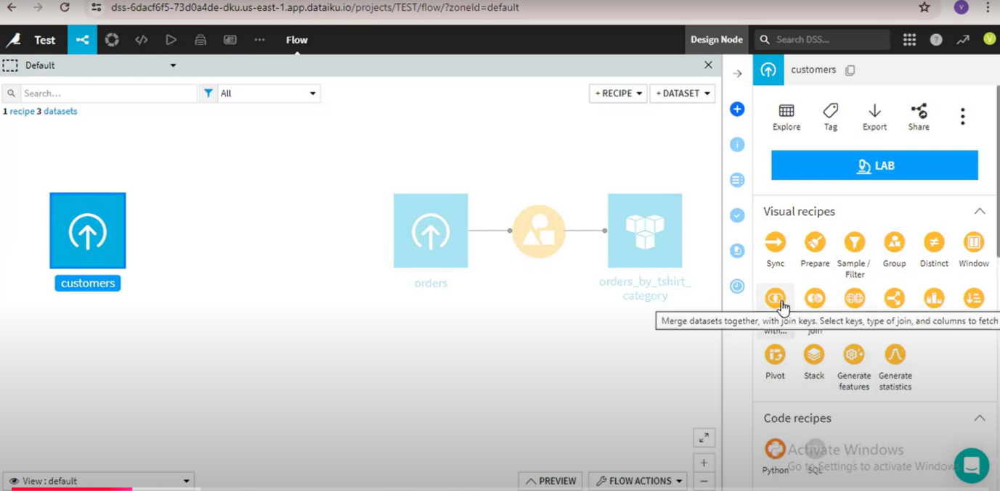 dss-6dacf6f5-73d0a4de-dku.us-east-1.app.dataiku.io/projects/TEST/flow/?zoneId=default
V
Test
Flow
Design Node
Search DSS...
?
V
Default
customers
Search...
All
+ RECIPE
+ DATASET
1 recipe 3 datasets
Explore
Tag
Export
Share
LAB
Visual recipes
Sync
Prepare
Sample /
Filter
Group
Distinct
Window
customers
orders
orders_by_tshirt_
category
Merge datasets together, with join keys. Select keys, type of join, and columns to fetch
with...
join
Pivot
Stack
Generate
features
Generate
statistics
Code recipes
Python
SQL
Activate Windows
Go to Settings to activate Windows
View : default
PREVIEW
FLOW ACTIONS